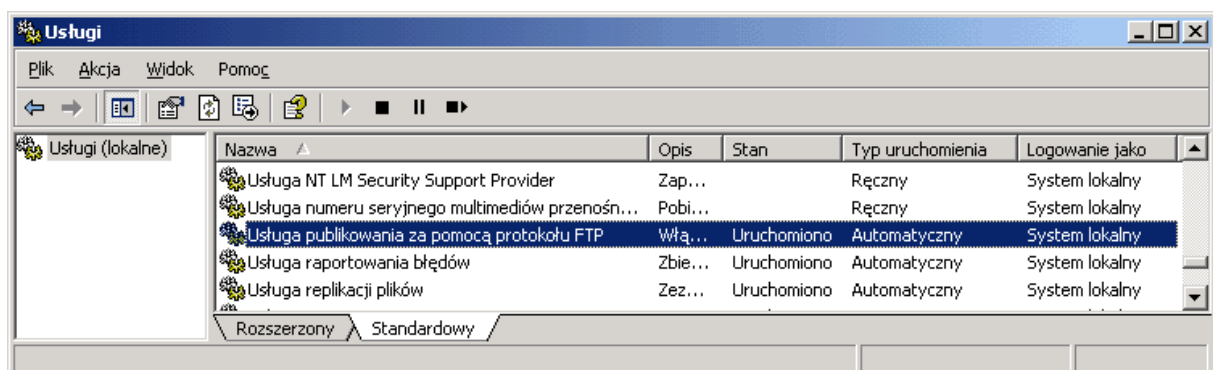 Usługi
Plik Akcja Widok Pomoc
Usługi (lokalne)
Nazwa Opis Stan Typ uruchomienia Logowanie jako
Usługa NT LM Security Support Provider Zap... Ręczny System lokalny
Usługa numeru seryjnego multimediów przenośn... Pobi... Ręczny System lokalny
Usługa publikowania za pomocą protokołu FTP Włą... Uruchomiono Automatyczny System lokalny
Usługa raportowania błędów Zbie... Uruchomiono Automatyczny System lokalny
Usługa replikacji plików Zez... Uruchomiono Automatyczny System lokalny
Rozszerzony Standardowy